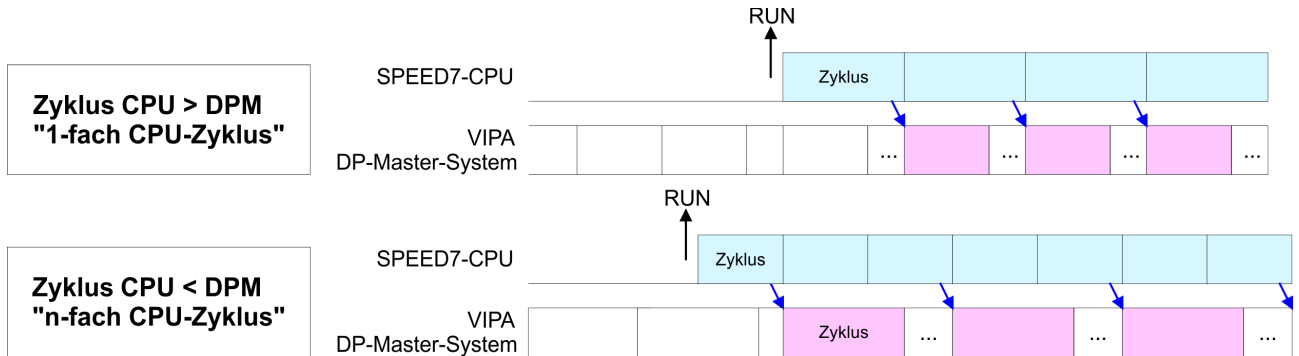 RUN
SPEED7-CPU
Zyklus
Zyklus CPU > DPM
"1-fach CPU-Zyklus"
VIPA
DP-Master-System
...
...
...
...
RUN
SPEED7-CPU
Zyklus
Zyklus CPU < DPM
"n-fach CPU-Zyklus"
VIPA
DP-Master-System
Zyklus
...
...
...